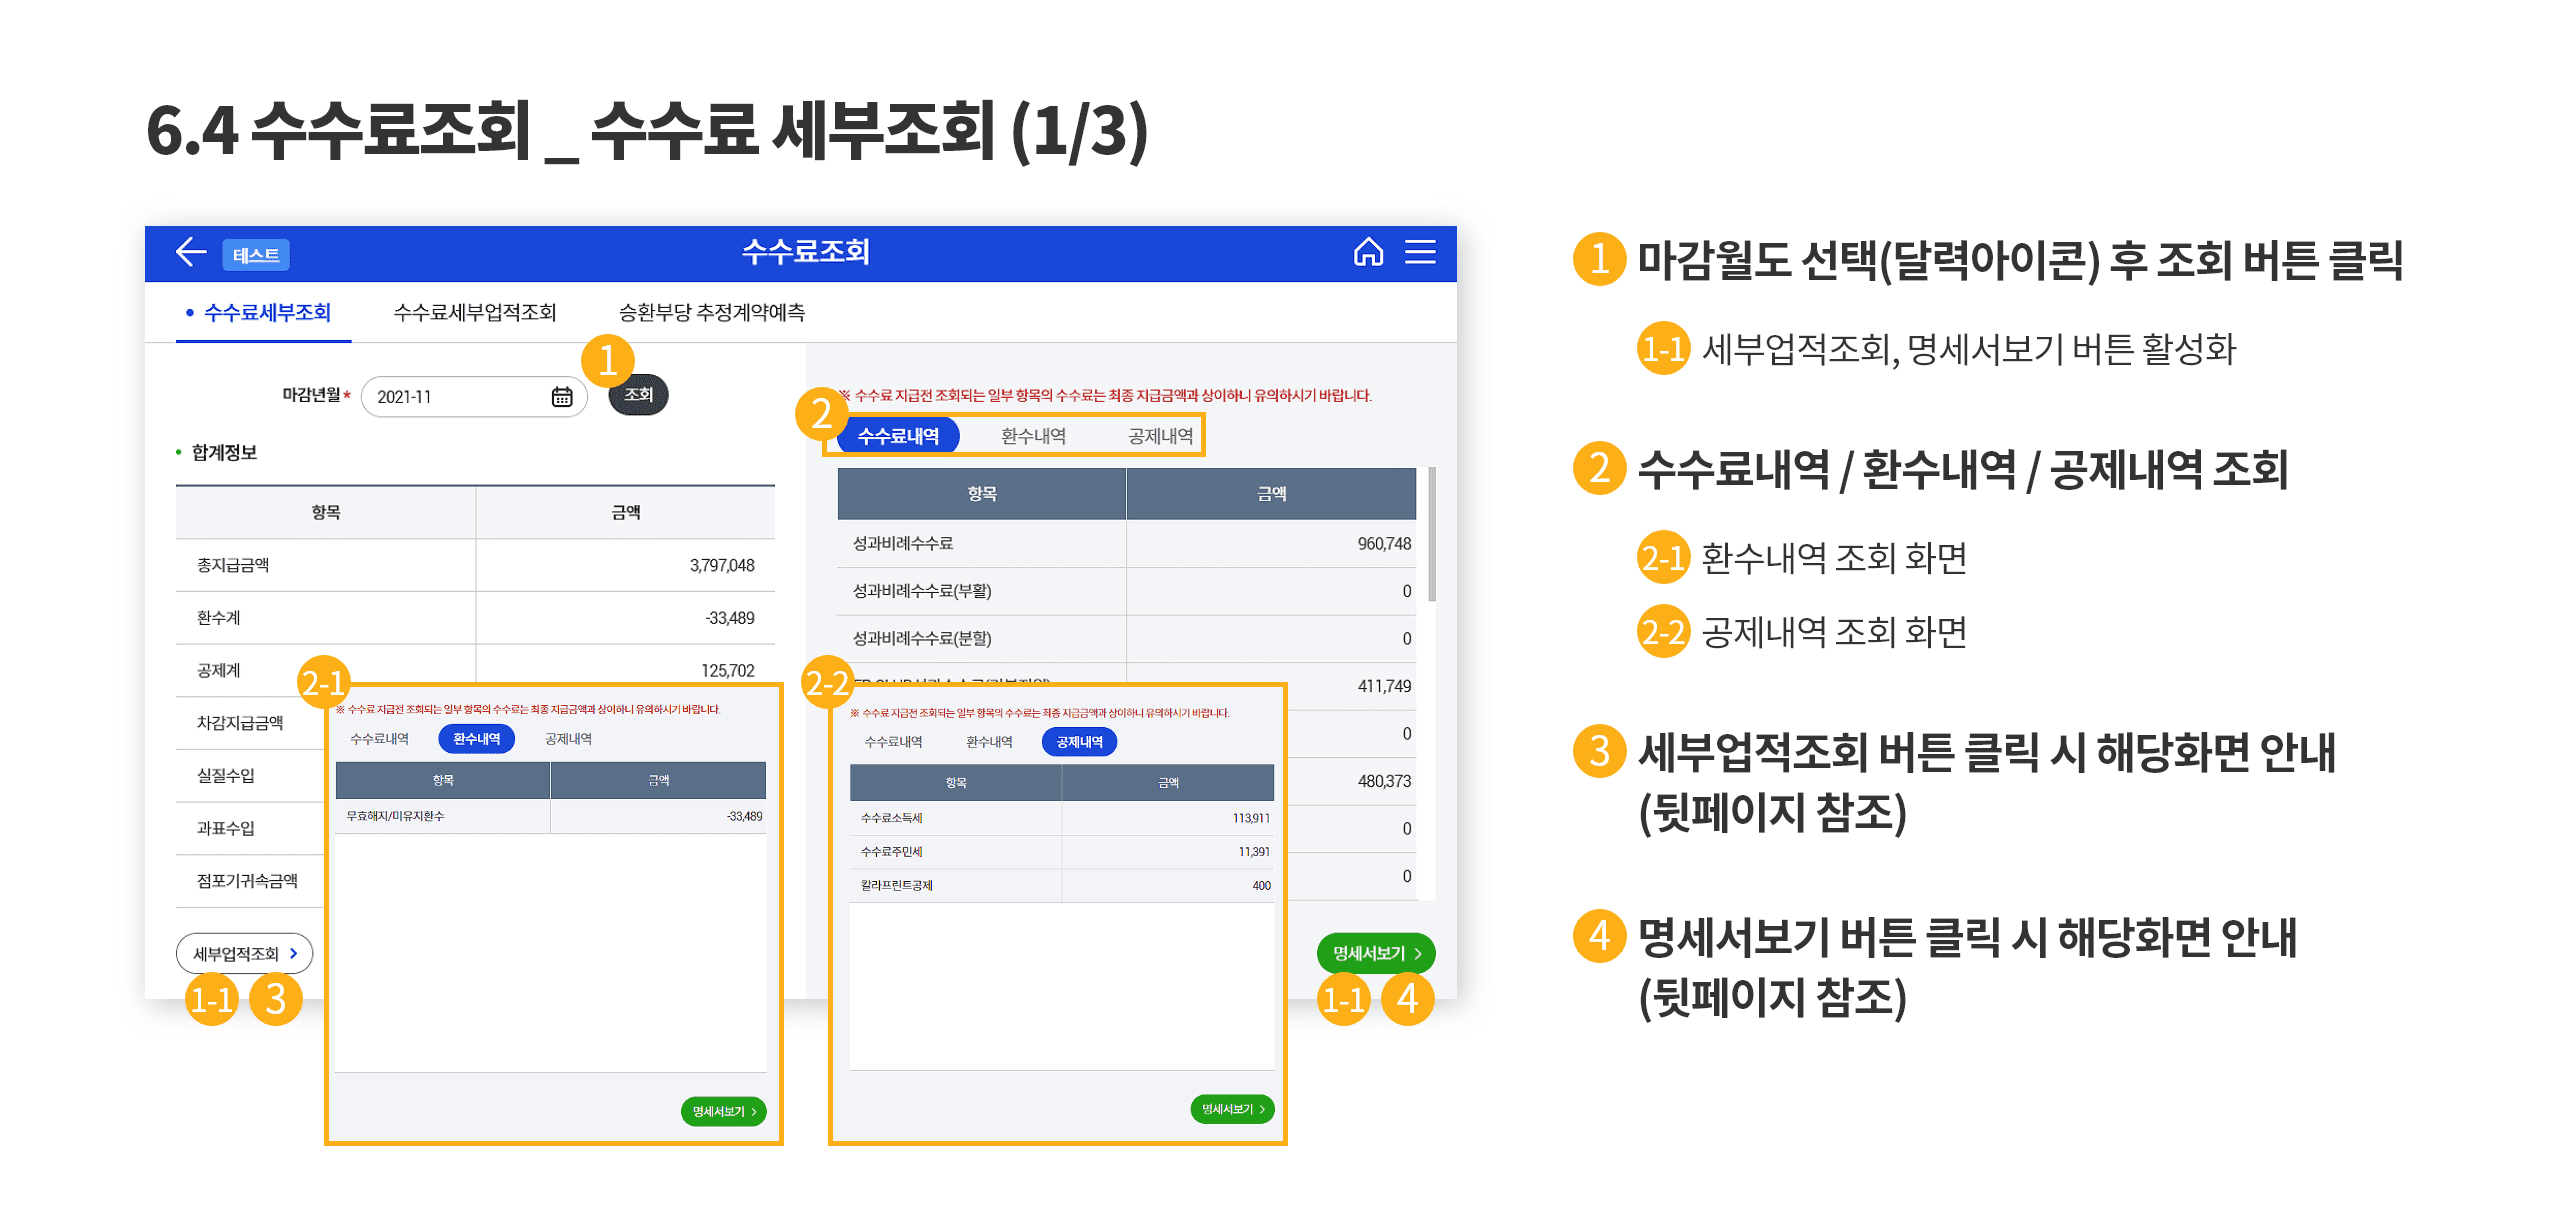 6.4 수수료조회 _ 수수료 세부조회 (1/3)
테스트
수수료조회
수수료세부조회
수수료세부업적조회
승환부당 추정계약예측
1
마감년월*
2021-11
조회
합계정보
항목 금액
총지급금액 3,797,048
환수계 -33,489
공제계 125,702
차감지급금액
실질수입
과표수입
점포기귀속금액
세부업적조회 >
1-1 3
2
※ 수수료 지급전 조회되는 일부 항목의 수수료는 최종 지급금액과 상이하니 유의하시기 바랍니다.
수수료내역 환수내역 공제내역
항목 금액
성과비례수수료 960,748
성과비례수수료(부활) 0
성과비례수수료(분할) 0
411,749
0
480,373
0
0
명세서보기 >
1-1 4
2-1
※ 수수료 지급전 조회되는 일부 항목의 수수료는 최종 지급금액과 상이하니 유의하시기 바랍니다.
수수료내역 환수내역 공제내역
항목 금액
무효해지/미유지환수 -33,489
명세서보기 >
2-2
※ 수수료 지급전 조회되는 일부 항목의 수수료는 최종 지급금액과 상이하니 유의하시기 바랍니다.
수수료내역 환수내역 공제내역
항목 금액
수수료소득세 113,911
수수료주민세 11,391
칼라프린트공제 400
명세서보기 >
1 마감월도 선택(달력아이콘) 후 조회 버튼 클릭
1-1 세부업적조회, 명세서보기 버튼 활성화
2 수수료내역 / 환수내역 / 공제내역 조회
2-1 환수내역 조회 화면
2-2 공제내역 조회 화면
3 세부업적조회 버튼 클릭 시 해당화면 안내
(뒷페이지 참조)
4 명세서보기 버튼 클릭 시 해당화면 안내
(뒷페이지 참조)